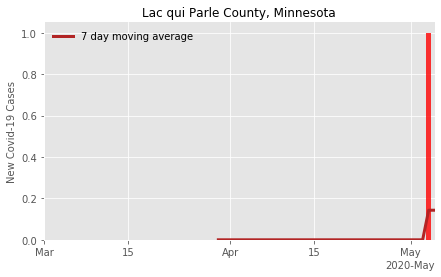 Lac qui Parle County, Minnesota
7 day moving average
New Covid-19 Cases
1.0
0.8
0.6
0.4
0.2
0.0
Mar
15
Apr
15
May
2020-May